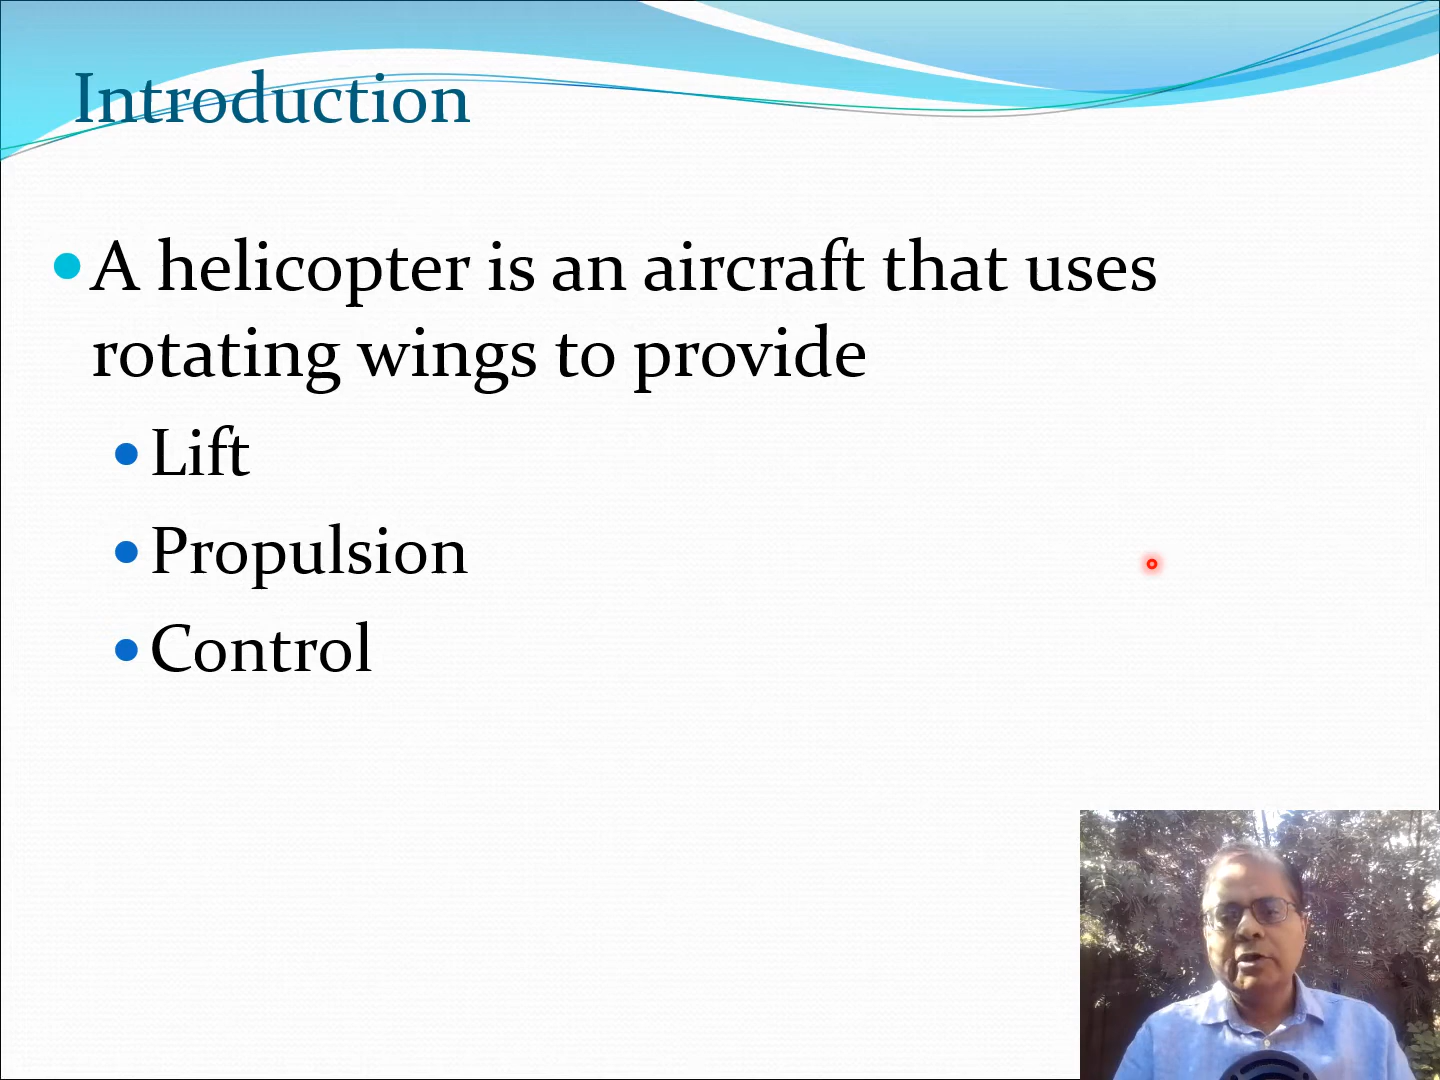 Introduction
A helicopter is an aircraft that uses
rotating wings to provide
Lift
Propulsion
Control